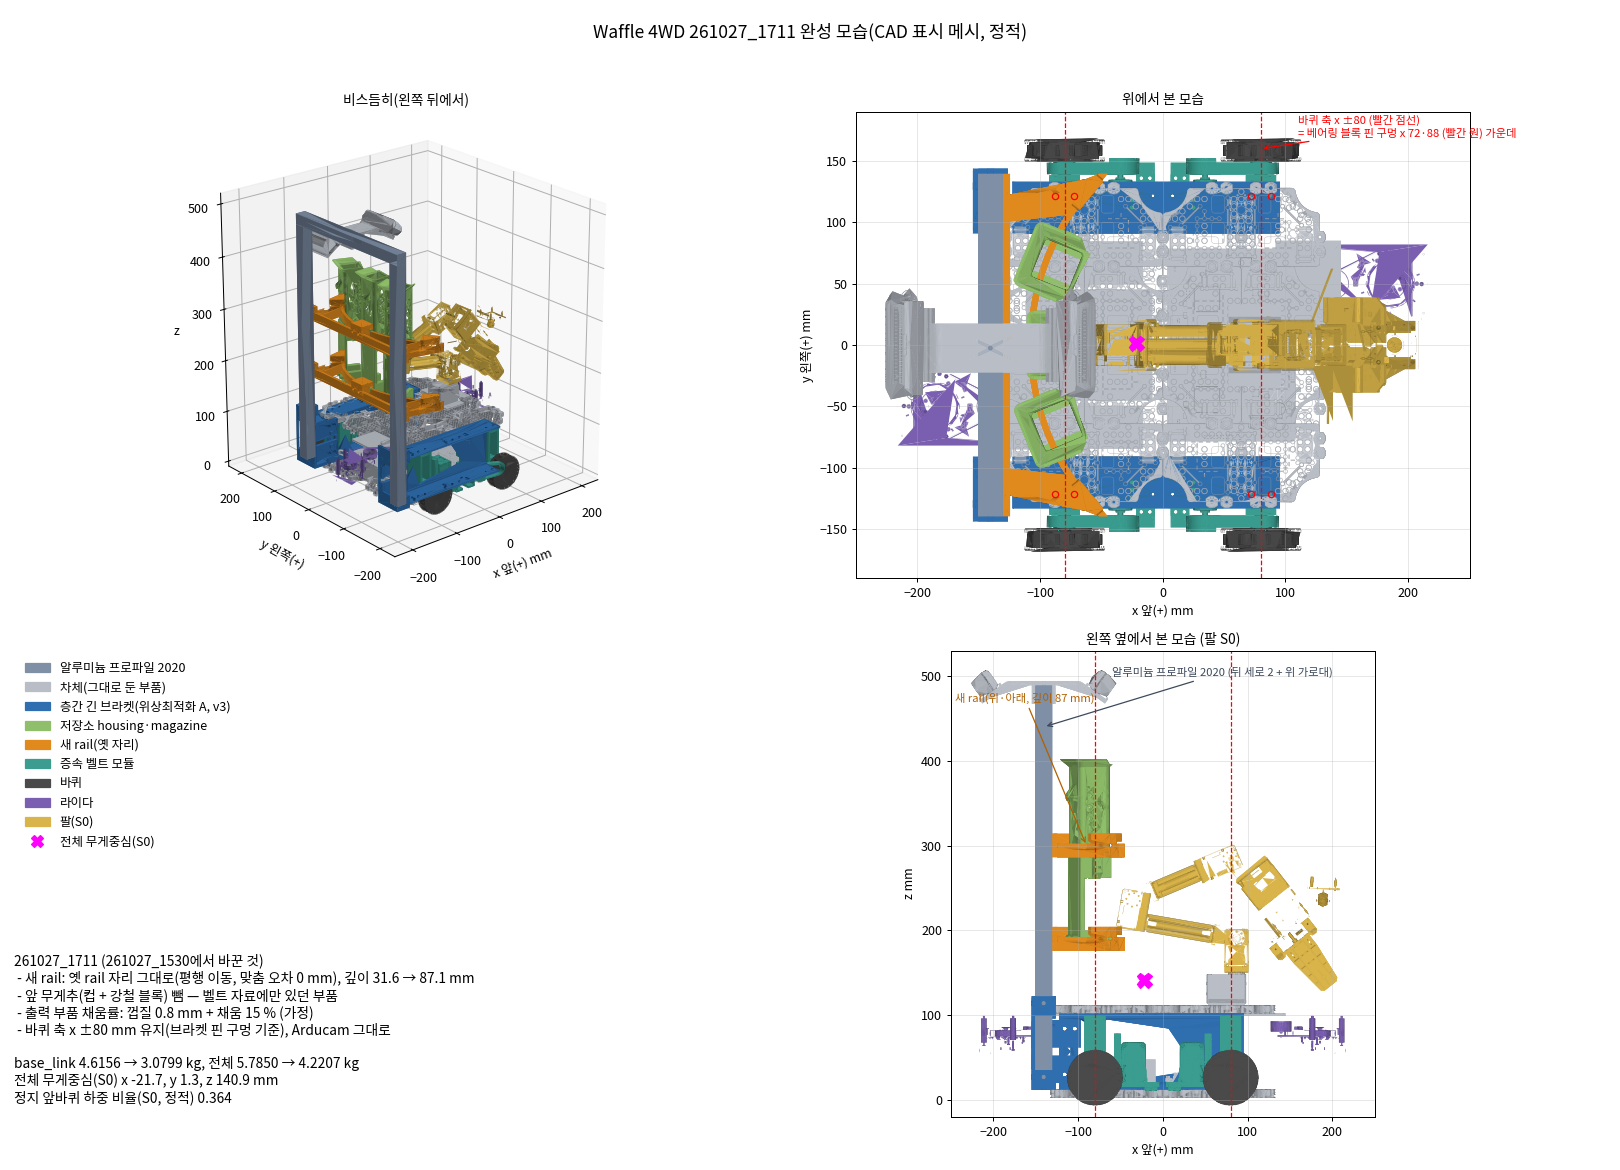 Waffle 4WD 261027_1711 완성 모습(CAD 표시 메시, 정적)
비스듬히(왼쪽 뒤에서)
500
400
300
200
100
0
z
200
100
0
−100
−200
y 왼쪽(+)
−200
−100
0
100
200
x 앞(+) mm
위에서 본 모습
바퀴 축 x ±80 (빨간 점선)
= 베어링 블록 핀 구멍 x 72·88 (빨간 원) 가운데
150
100
50
0
−50
−100
−150
y 왼쪽(+) mm
−200
−100
0
100
200
x 앞(+) mm
알루미늄 프로파일 2020
차체(그대로 둔 부품)
층간 긴 브라켓(위상최적화 A, v3)
저장소 housing·magazine
새 rail(옛 자리)
증속 벨트 모듈
바퀴
라이다
팔(S0)
전체 무게중심(S0)
왼쪽 옆에서 본 모습 (팔 S0)
알루미늄 프로파일 2020 (뒤 세로 2 + 위 가로대)
새 rail(위·아래, 깊이 87 mm)
500
400
300
200
100
0
z mm
−200
−100
0
100
200
x 앞(+) mm
261027_1711 (261027_1530에서 바꾼 것)
- 새 rail: 옛 rail 자리 그대로(평행 이동, 맞춤 오차 0 mm), 깊이 31.6 → 87.1 mm
- 앞 무게추(컵 + 강철 블록) 뺌 — 벨트 자료에만 있던 부품
- 출력 부품 채움률: 껍질 0.8 mm + 채움 15 % (가정)
- 바퀴 축 x ±80 mm 유지(브라켓 핀 구멍 기준), Arducam 그대로
base_link 4.6156 → 3.0799 kg, 전체 5.7850 → 4.2207 kg
전체 무게중심(S0) x -21.7, y 1.3, z 140.9 mm
정지 앞바퀴 하중 비율(S0, 정적) 0.364